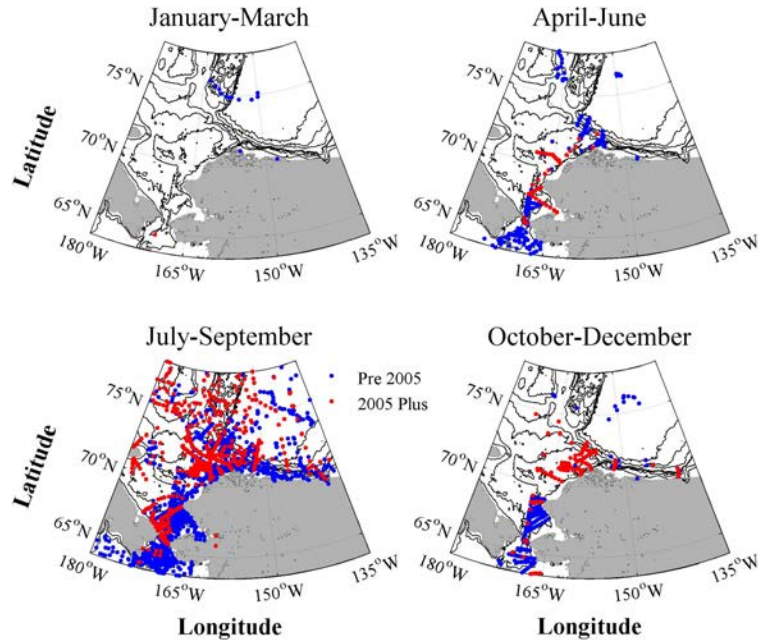 January-March
April-June
75°N
70°N
65°N
180°W
165°W
150°W
135°W
Latitude
75°N
70°N
65°N
180°W
165°W
150°W
135°W
July-September
October-December
Pre 2005
2005 Plus
75°N
70°N
65°N
180°W
165°W
150°W
135°W
Latitude
Longitude
75°N
70°N
65°N
180°W
165°W
150°W
135°W
Longitude